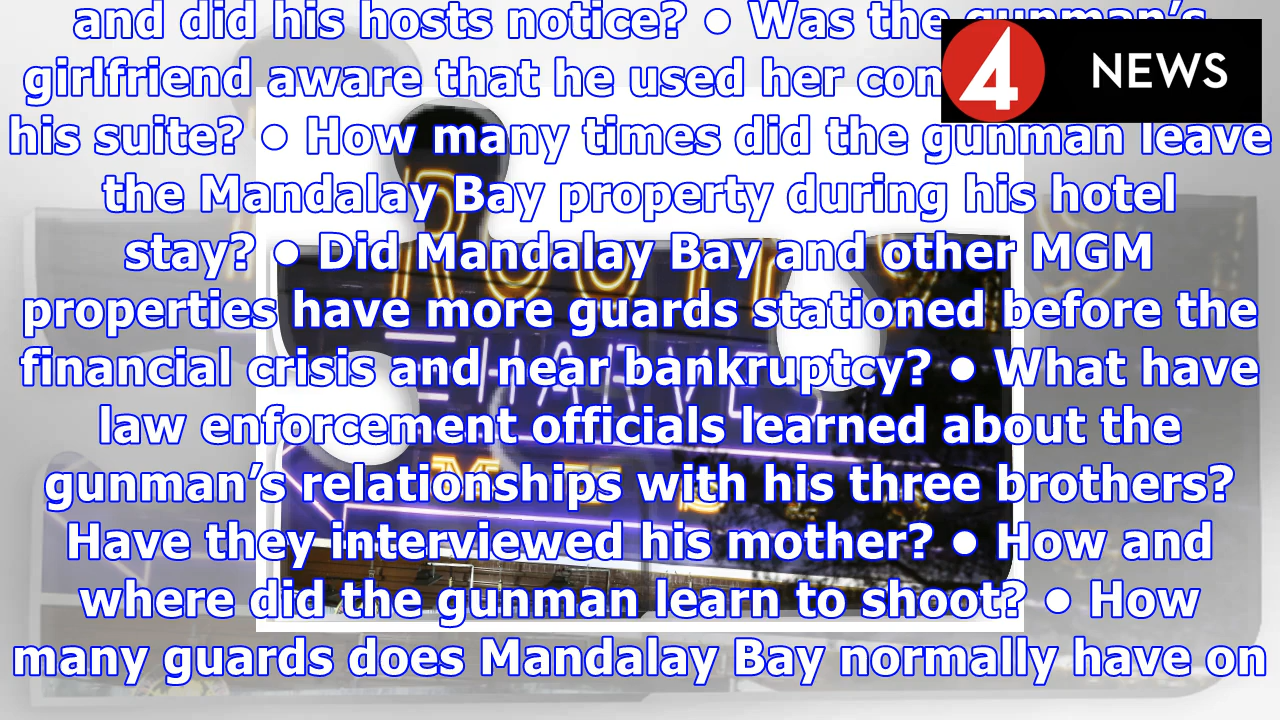 and did his hosts notice? • Was the gunman's
girlfriend aware that he used her
his suite? • How many times did the gunman leave
the Mandalay Bay property during his hotel
stay? • Did Mandalay Bay and other MGM
properties have more guards stationed before the
financial crisis and near bankruptcy? • What have
law enforcement officials learned about the
gunman’s relationships with his three brothers?
Have they interviewed his mother? • How and
where did the gunman learn to shoot? • How
many guards does Mandalay Bay normally have on
4 NEWS